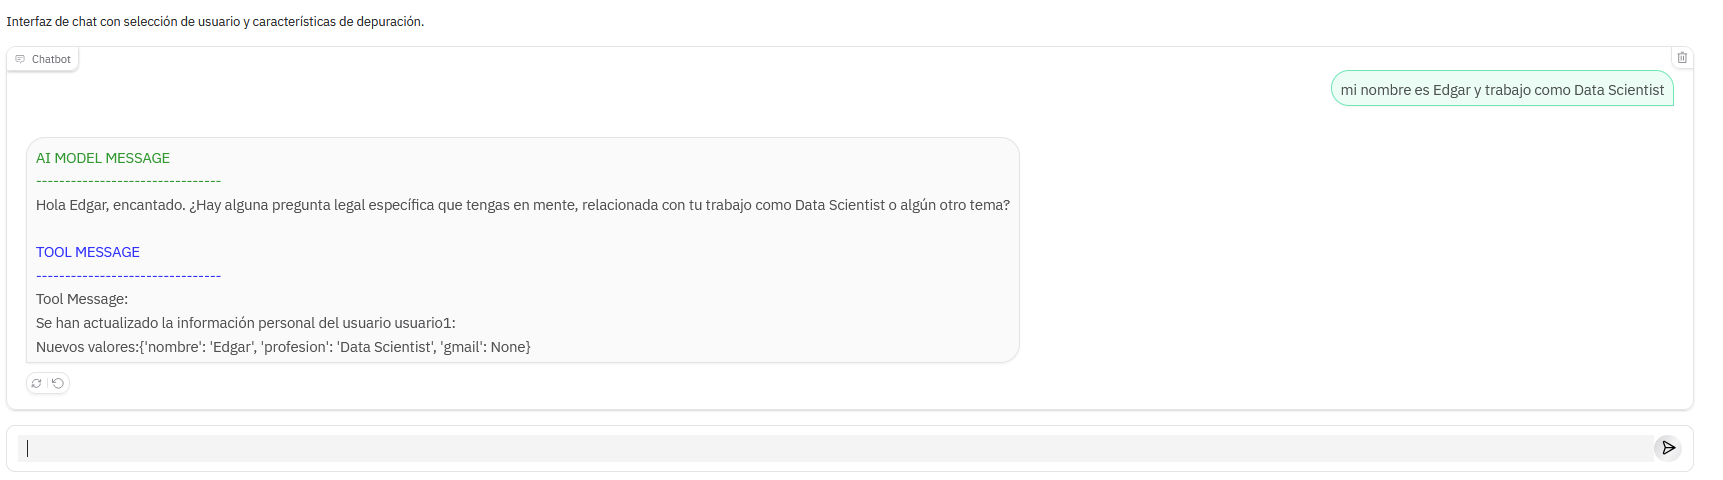 Interfaz de chat con selección de usuario y características de depuración.
Chatbot
mi nombre es Edgar y trabajo como Data Scientist
AI MODEL MESSAGE
--------------------------------
Hola Edgar, encantado. ¿Hay alguna pregunta legal específica que tengas en mente, relacionada con tu trabajo como Data Scientist o algún otro tema?
TOOL MESSAGE
--------------------------------
Tool Message:
Se han actualizado la información personal del usuario usuario1:
Nuevos valores:{'nombre': 'Edgar', 'profesion': 'Data Scientist', 'gmail': None}